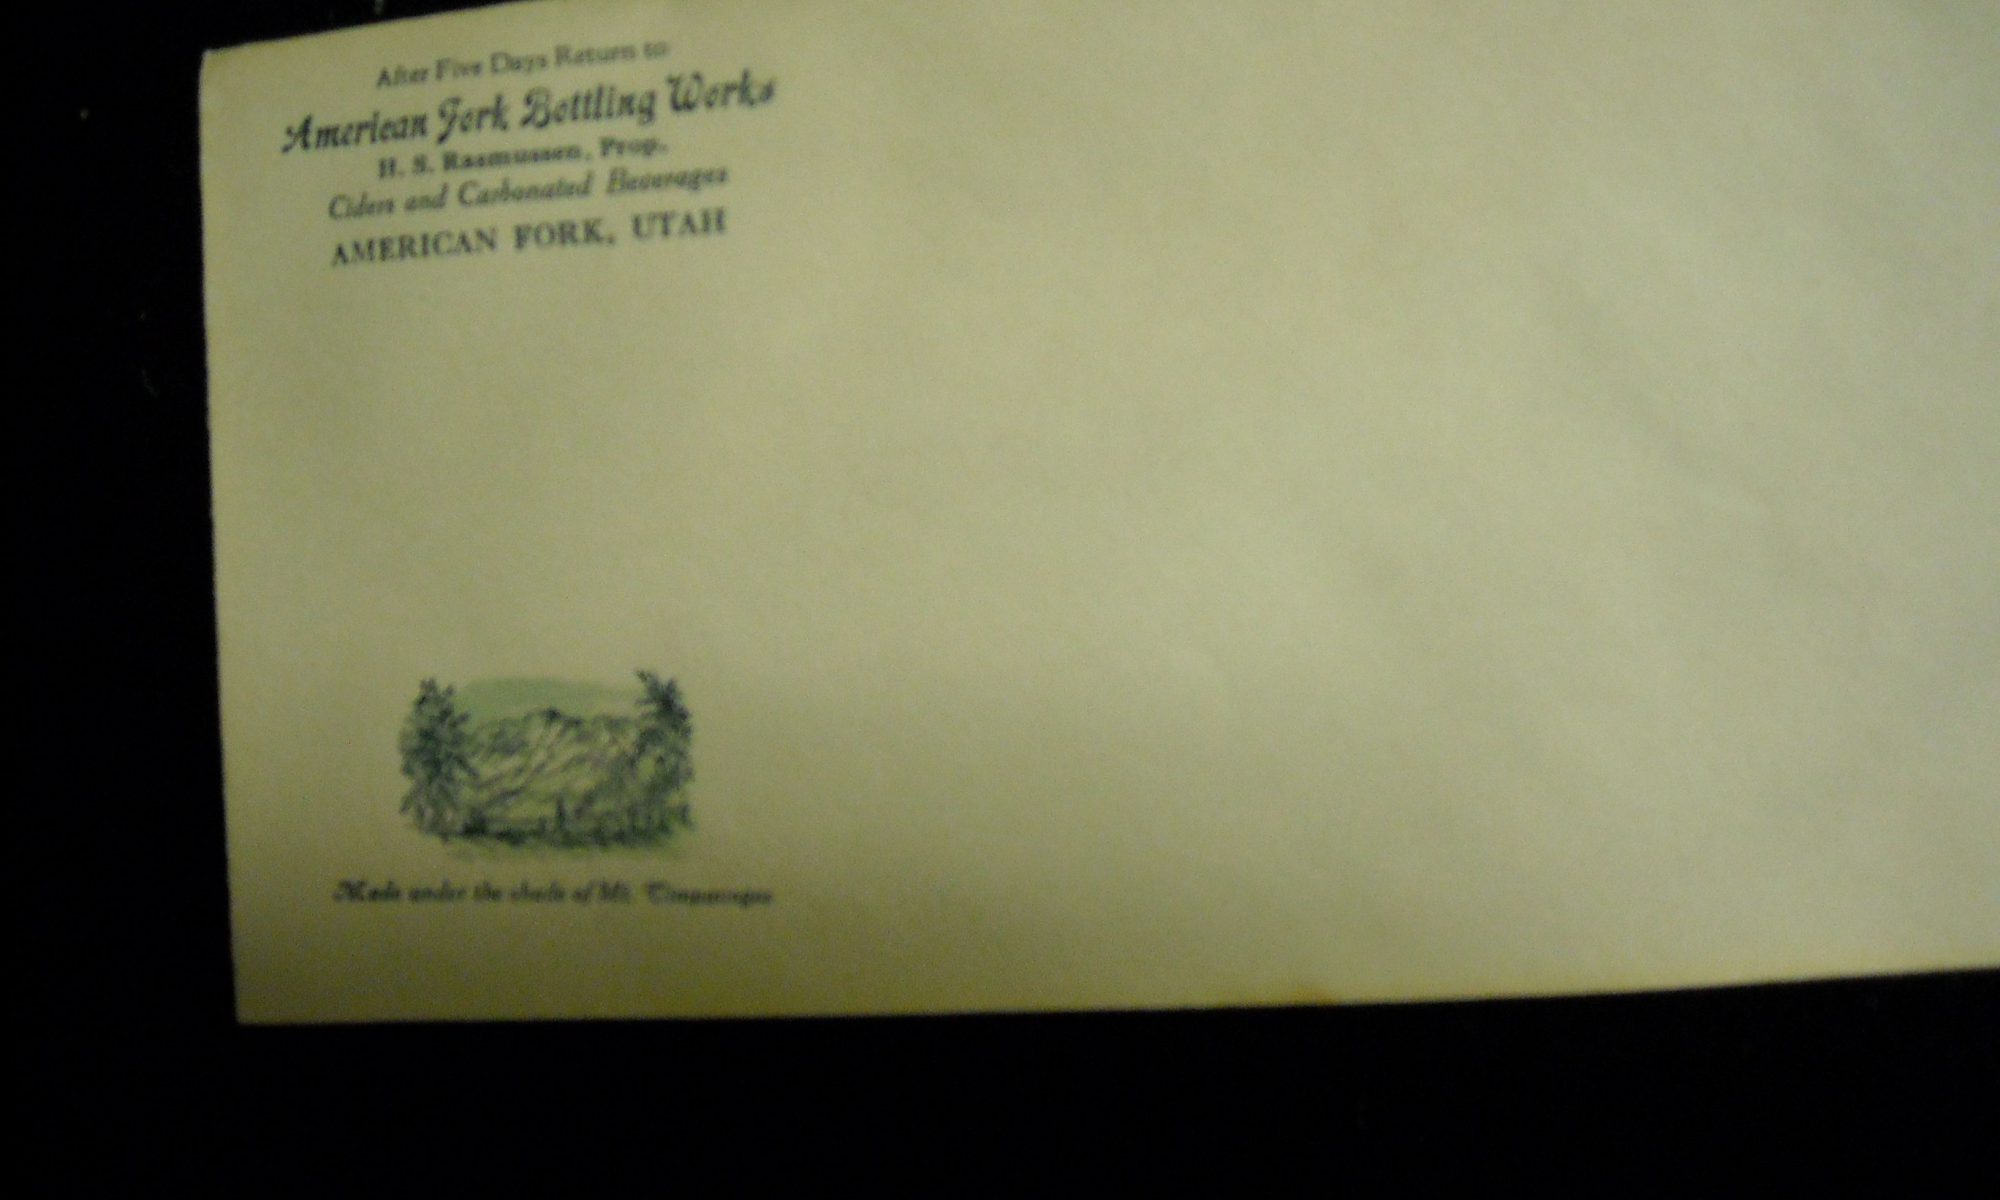 After Five Days Return to
American Fork Bottling Works
H. S. Rasmussen, Prop.
Ciders and Carbonated Beverages
AMERICAN FORK, UTAH
Made under the shade of Mt. Timpanogos